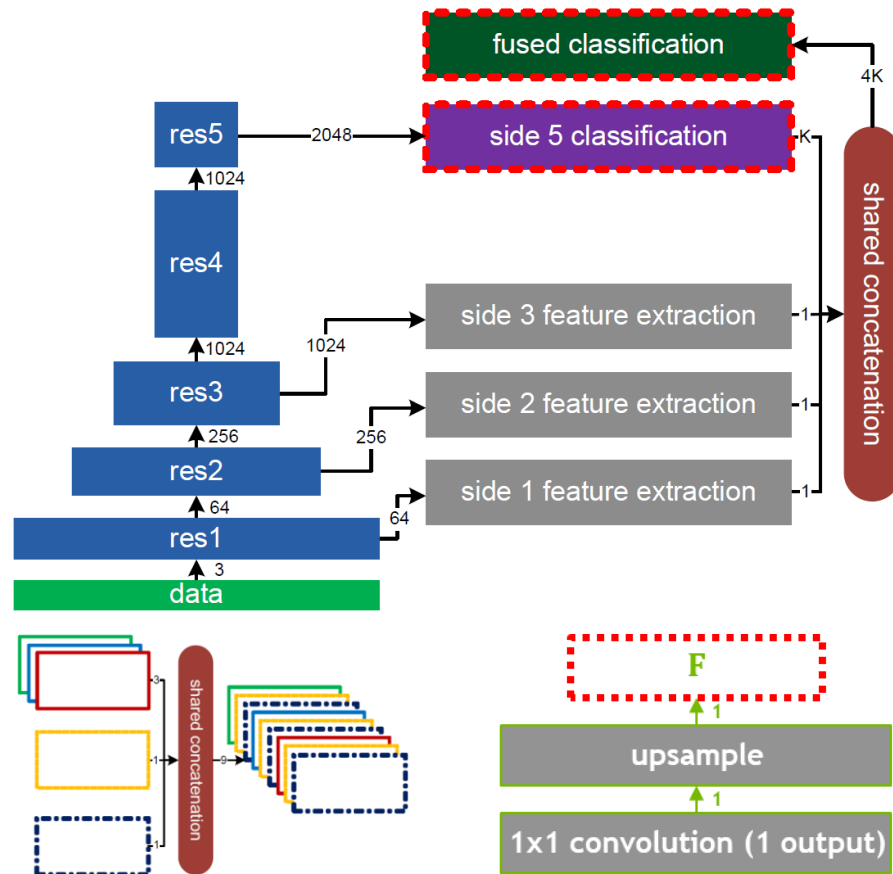 fused classification
4K
res5
2048
side 5 classification
K
1024
res4
shared concatenation
side 3 feature extraction
1
1024
1024
res3
side 2 feature extraction
1
256
256
res2
side 1 feature extraction
1
64
64
res1
3
data
3
1
1
shared concatenation
9
F
1
upsample
1
1x1 convolution (1 output)